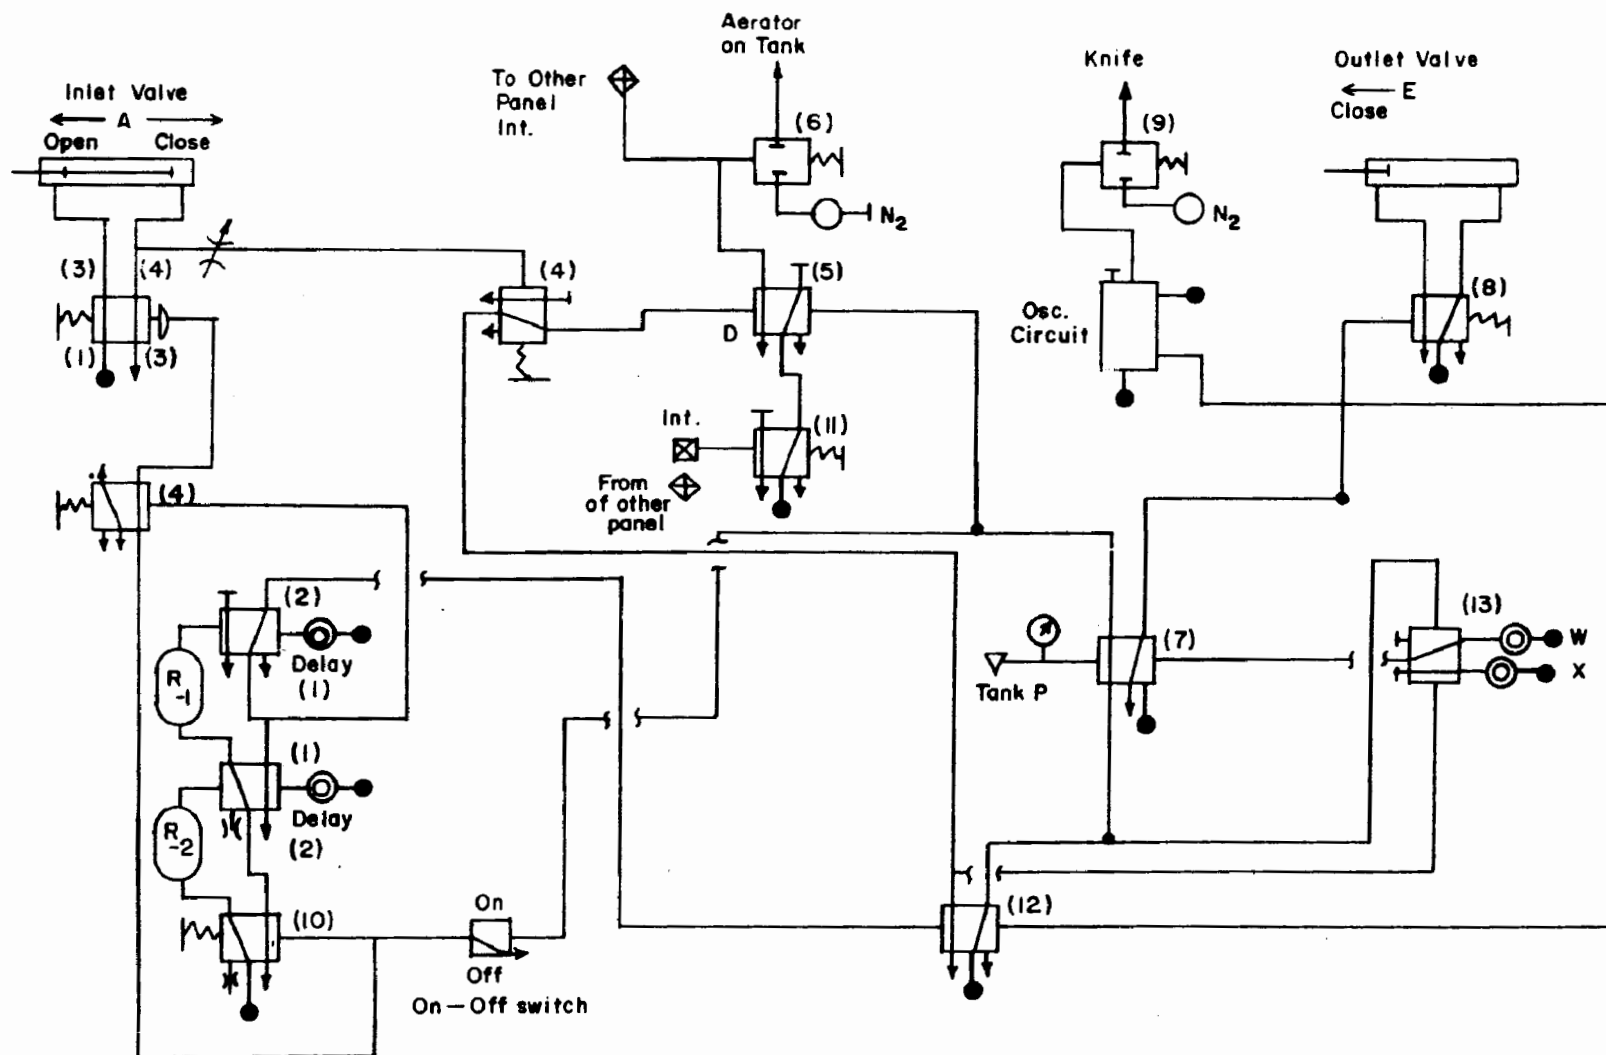 Aerator
on Tank
To Other
Panel
Int.
Knife
Outlet Valve
E
Close
Inlet Valve
A
Open Close
(6)
(9)
N2
N2
(3) (4)
(4)
(5)
(8)
D
Osc.
Circuit
(1) (3)
Int.
(11)
From
of other
panel
(4)
(2)
Delay
(1)
R
-1
(7)
Tank P
(13)
W
X
(1)
Delay
(2)
R
-2
(10)
On
Off
On-Off switch
(12)